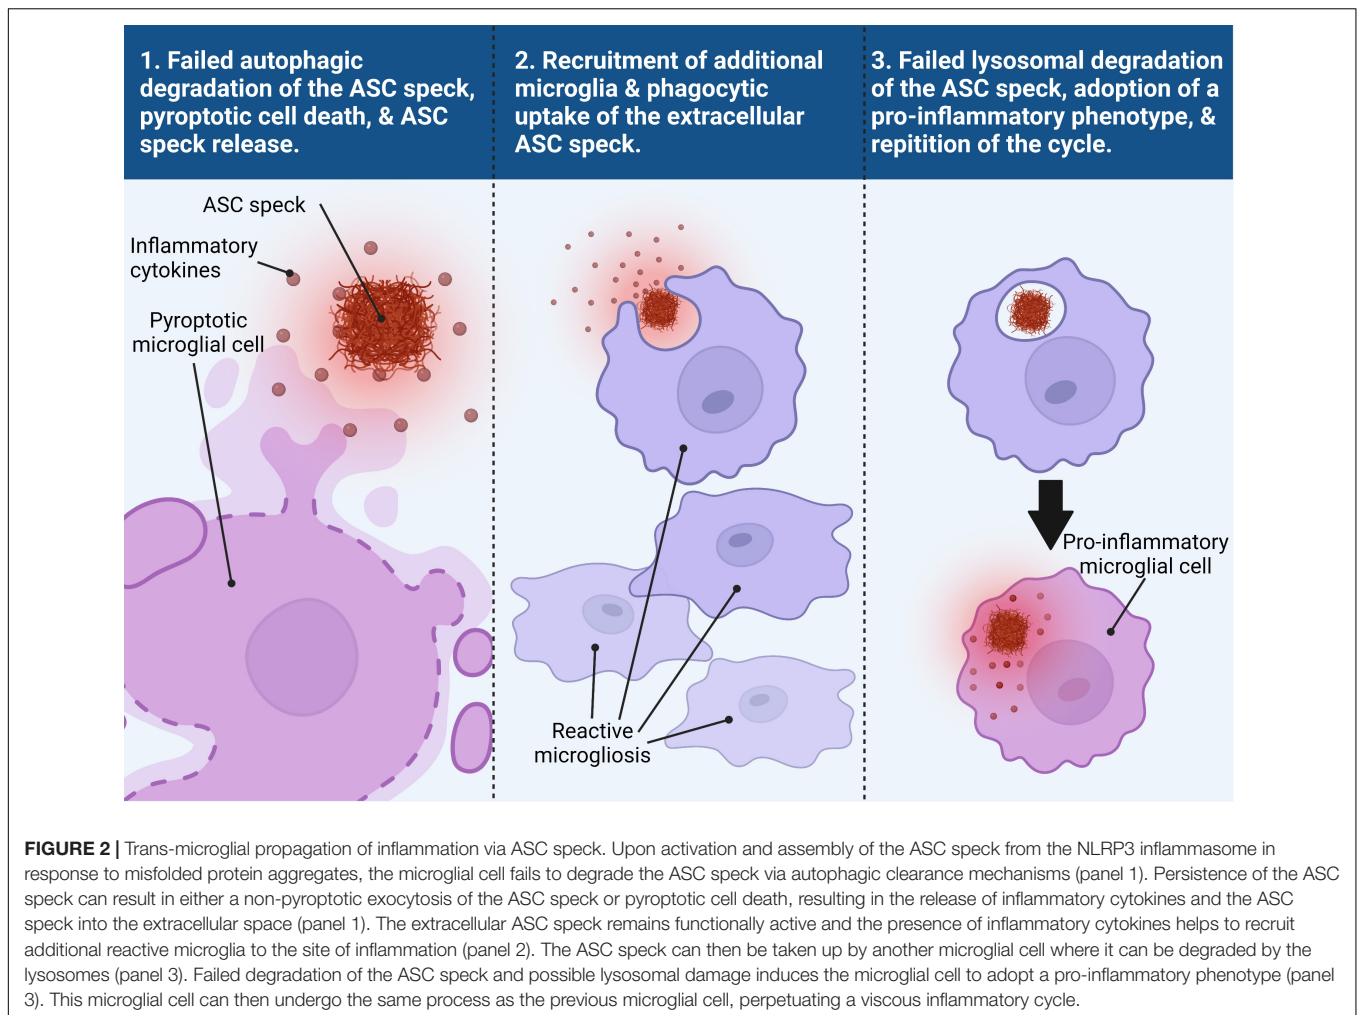 1. Failed autophagic
degradation of the ASC speck,
pyroptotic cell death, & ASC
speck release.
2. Recruitment of additional
microglia & phagocytic
uptake of the extracellular
ASC speck.
3. Failed lysosomal degradation
of the ASC speck, adoption of a
pro-inflammatory phenotype, &
repitition of the cycle.
ASC speck
Inflammatory
cytokines
Pyroptotic
microglial cell
Reactive
microgliosis
Pro-inflammatory
microglial cell
FIGURE 2 | Trans-microglial propagation of inflammation via ASC speck. Upon activation and assembly of the ASC speck from the NLRP3 inflammasome in
response to misfolded protein aggregates, the microglial cell fails to degrade the ASC speck via autophagic clearance mechanisms (panel 1). Persistence of the ASC
speck can result in either a non-pyroptotic exocytosis of the ASC speck or pyroptotic cell death, resulting in the release of inflammatory cytokines and the ASC
speck into the extracellular space (panel 1). The extracellular ASC speck remains functionally active and the presence of inflammatory cytokines helps to recruit
additional reactive microglia to the site of inflammation (panel 2). The ASC speck can then be taken up by another microglial cell where it can be degraded by the
lysosomes (panel 3). Failed degradation of the ASC speck and possible lysosomal damage induces the microglial cell to adopt a pro-inflammatory phenotype (panel
3). This microglial cell can then undergo the same process as the previous microglial cell, perpetuating a viscous inflammatory cycle.